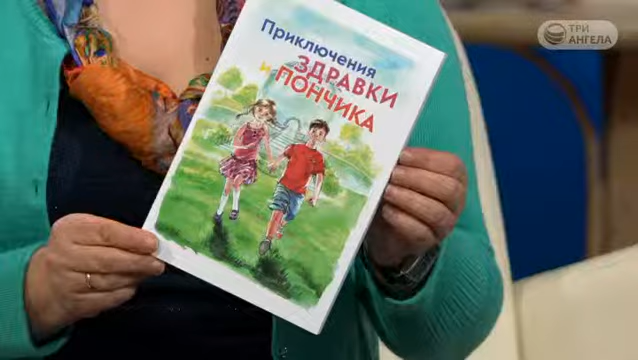 Приключения
ЗДРАВКИ
и ПОНЧИКА
ТРИ
АНГЕЛА